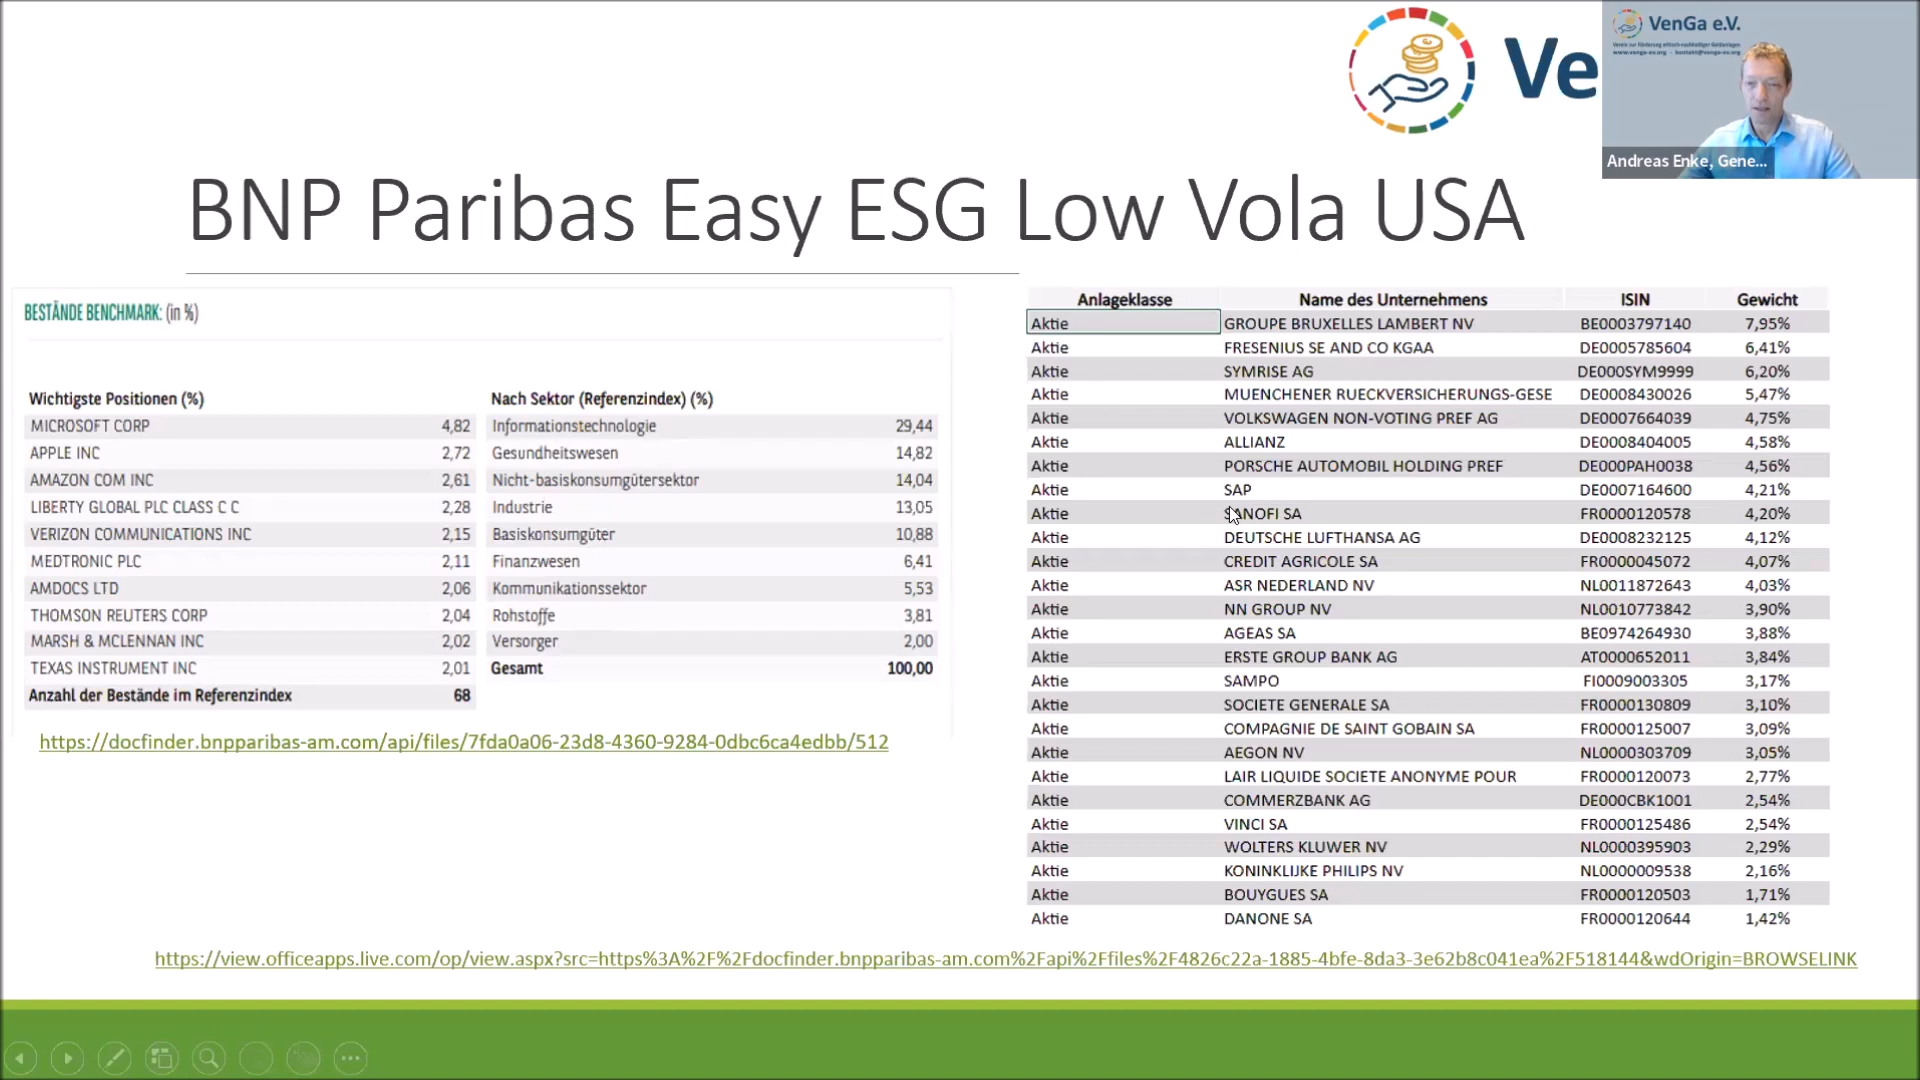 Ve
VenGa e.V.
Verein zur Förderung ethisch-nachhaltiger Geldanlagen
www.venga-ev.org - kontakt@venga-ev.org
Andreas Enke, Gene...
BNP Paribas Easy ESG Low Vola USA
BESTÄNDE BENCHMARK: (in %)
Wichtigste Positionen (%)
MICROSOFT CORP 4,82
APPLE INC 2,72
AMAZON COM INC 2,61
LIBERTY GLOBAL PLC CLASS C C 2,28
VERIZON COMMUNICATIONS INC 2,15
MEDTRONIC PLC 2,11
AMDOCS LTD 2,06
THOMSON REUTERS CORP 2,04
MARSH & MCLENNAN INC 2,02
TEXAS INSTRUMENT INC 2,01
Anzahl der Bestände im Referenzindex 68
Nach Sektor (Referenzindex) (%)
Informationstechnologie 29,44
Gesundheitswesen 14,82
Nicht-basiskonsumgütersektor 14,04
Industrie 13,05
Basiskonsumgüter 10,88
Finanzwesen 6,41
Kommunikationssektor 5,53
Rohstoffe 3,81
Versorger 2,00
Gesamt 100,00
https://docfinder.bnpparibas-am.com/api/files/7fda0a06-23d8-4360-9284-0dbc6ca4edbb/512
Anlageklasse Name des Unternehmens ISIN Gewicht
Aktie GROUPE BRUXELLES LAMBERT NV BE0003797140 7,95%
Aktie FRESENIUS SE AND CO KGAA DE0005785604 6,41%
Aktie SYMRISE AG DE000SYM9999 6,20%
Aktie MUENCHENER RUECKVERSICHERUNGS-GESE DE0008430026 5,47%
Aktie VOLKSWAGEN NON-VOTING PREF AG DE0007664039 4,75%
Aktie ALLIANZ DE0008404005 4,58%
Aktie PORSCHE AUTOMOBIL HOLDING PREF DE000PAH0038 4,56%
Aktie SAP DE0007164600 4,21%
Aktie SANOFI SA FR0000120578 4,20%
Aktie DEUTSCHE LUFTHANSA AG DE0008232125 4,12%
Aktie CREDIT AGRICOLE SA FR0000045072 4,07%
Aktie ASR NEDERLAND NV NL0011872643 4,03%
Aktie NN GROUP NV NL0010773842 3,90%
Aktie AGEAS SA BE0974264930 3,88%
Aktie ERSTE GROUP BANK AG AT0000652011 3,84%
Aktie SAMPO FI0009003305 3,17%
Aktie SOCIETE GENERALE SA FR0000130809 3,10%
Aktie COMPAGNIE DE SAINT GOBAIN SA FR0000125007 3,09%
Aktie AEGON NV NL0000303709 3,05%
Aktie LAIR LIQUIDE SOCIETE ANONYME POUR FR0000120073 2,77%
Aktie COMMERZBANK AG DE000CBK1001 2,54%
Aktie VINCI SA FR0000125486 2,54%
Aktie WOLTERS KLUWER NV NL0000395903 2,29%
Aktie KONINKLIJKE PHILIPS NV NL0000009538 2,16%
Aktie BOUYGUES SA FR0000120503 1,71%
Aktie DANONE SA FR0000120644 1,42%
https://view.officeapps.live.com/op/view.aspx?src=https%3A%2F%2Fdocfinder.bnpparibas-am.com%2Fapi%2Ffiles%2F4826c22a-1885-4bfe-8da3-3e62b8c041ea%2F518144&wdOrigin=BROWSELINK